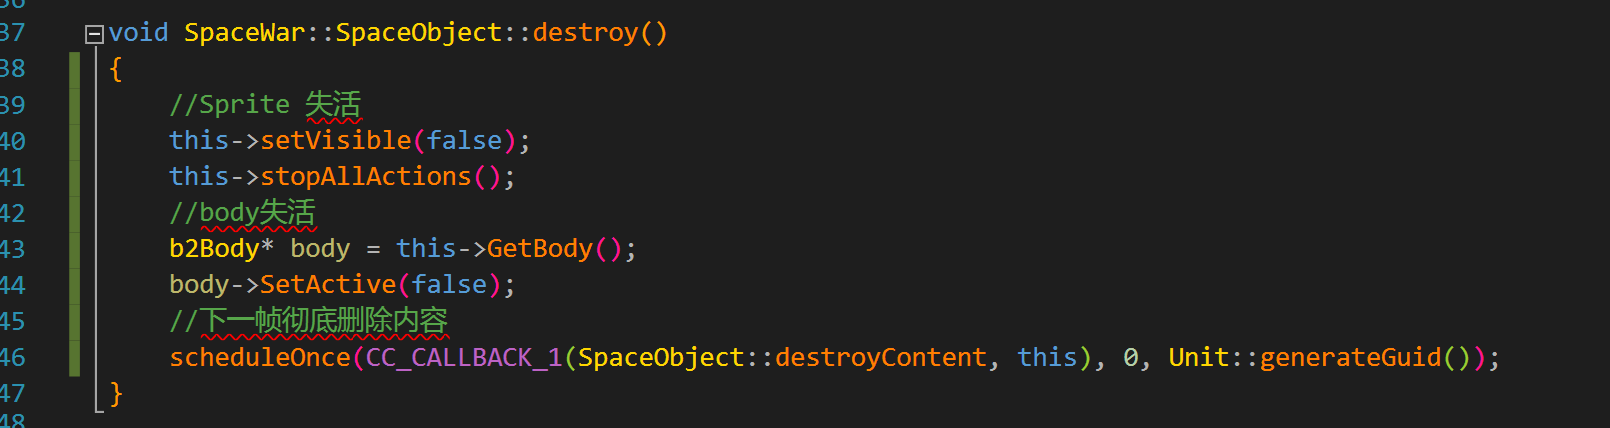 37 void SpaceWar::SpaceObject::destroy()
38 {
39 //Sprite 失活
40 this->setVisible(false);
41 this->stopAllActions();
42 //body失活
43 b2Body* body = this->GetBody();
44 body->SetActive(false);
45 //下一帧彻底删除内容
46 scheduleOnce(CC_CALLBACK_1(SpaceObject::destroyContent, this), 0, Unit::generateGuid());
47 }
48